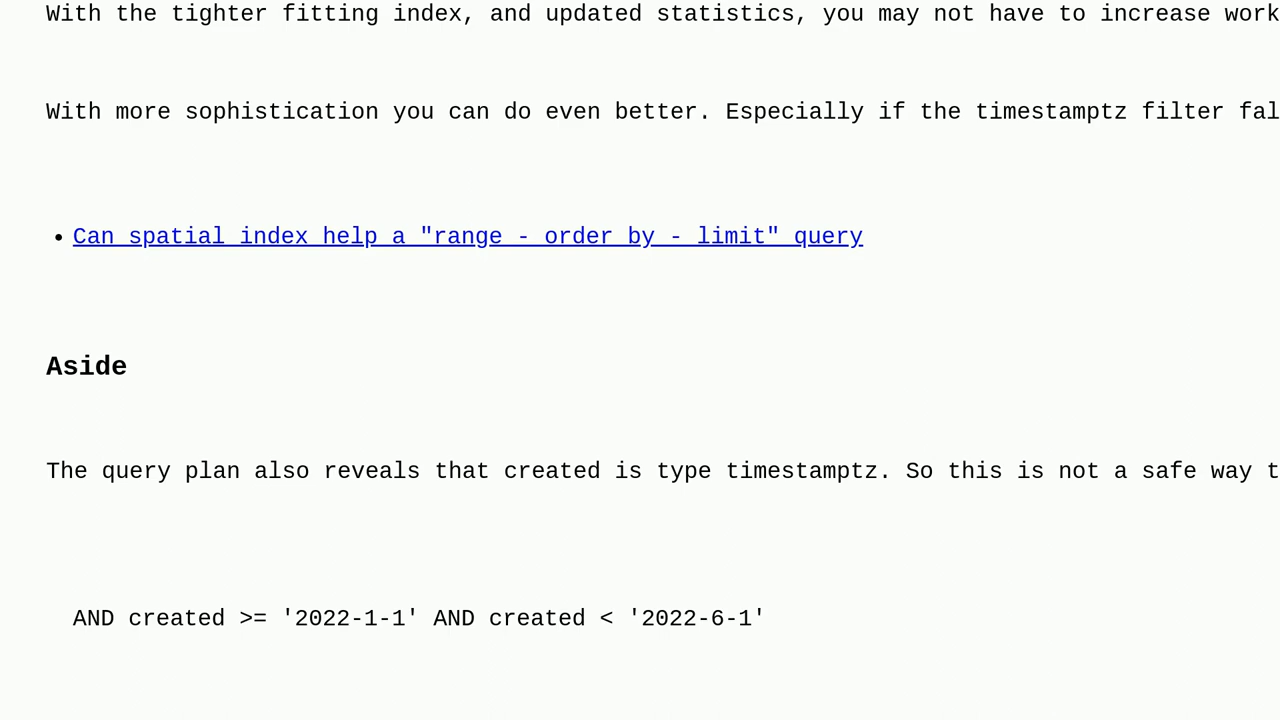 With the tighter fitting index, and updated statistics, you may not have to increase work
With more sophistication you can do even better. Especially if the timestamptz filter fal
• Can spatial index help a "range - order by - limit" query
Aside
The query plan also reveals that created is type timestamptz. So this is not a safe way t
AND created >= '2022-1-1' AND created < '2022-6-1'